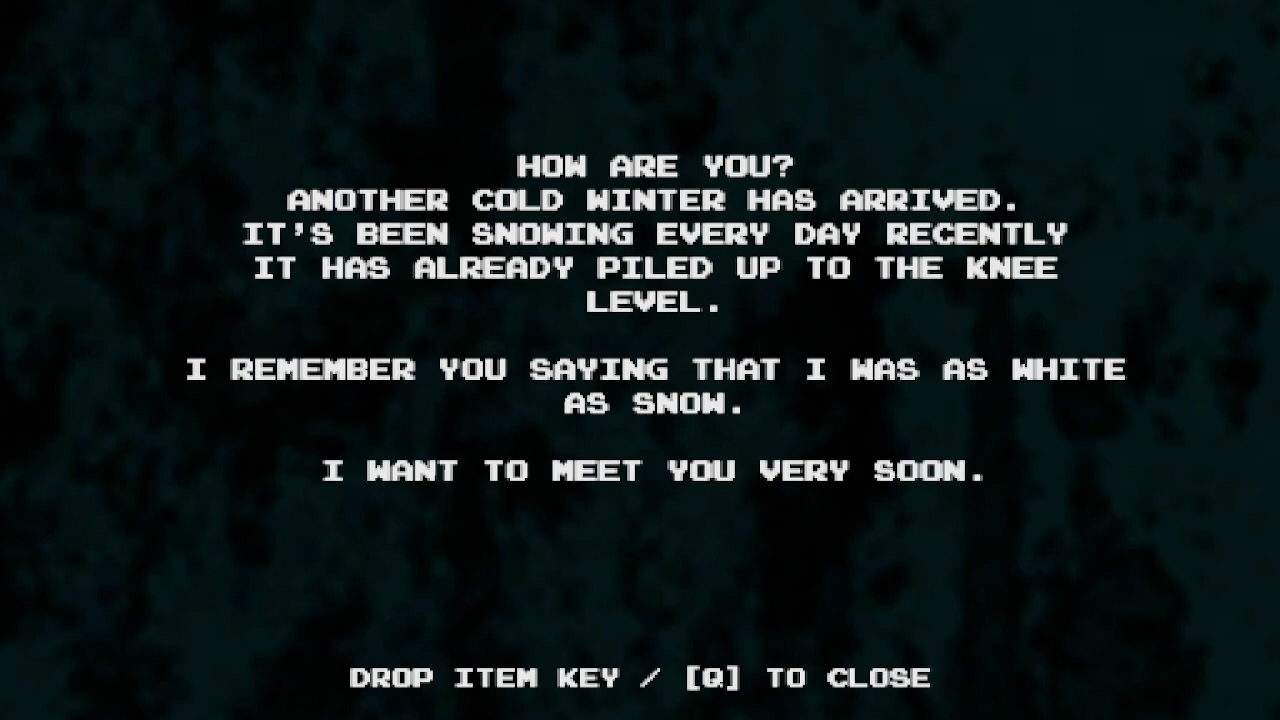 HOW ARE YOU?
ANOTHER COLD WINTER HAS ARRIVED.
IT'S BEEN SNOWING EVERY DAY RECENTLY
IT HAS ALREADY PILED UP TO THE KNEE
LEVEL.
I REMEMBER YOU SAYING THAT I WAS AS WHITE
AS SNOW.
I WANT TO MEET YOU VERY SOON.
DROP ITEM KEY / [Q] TO CLOSE